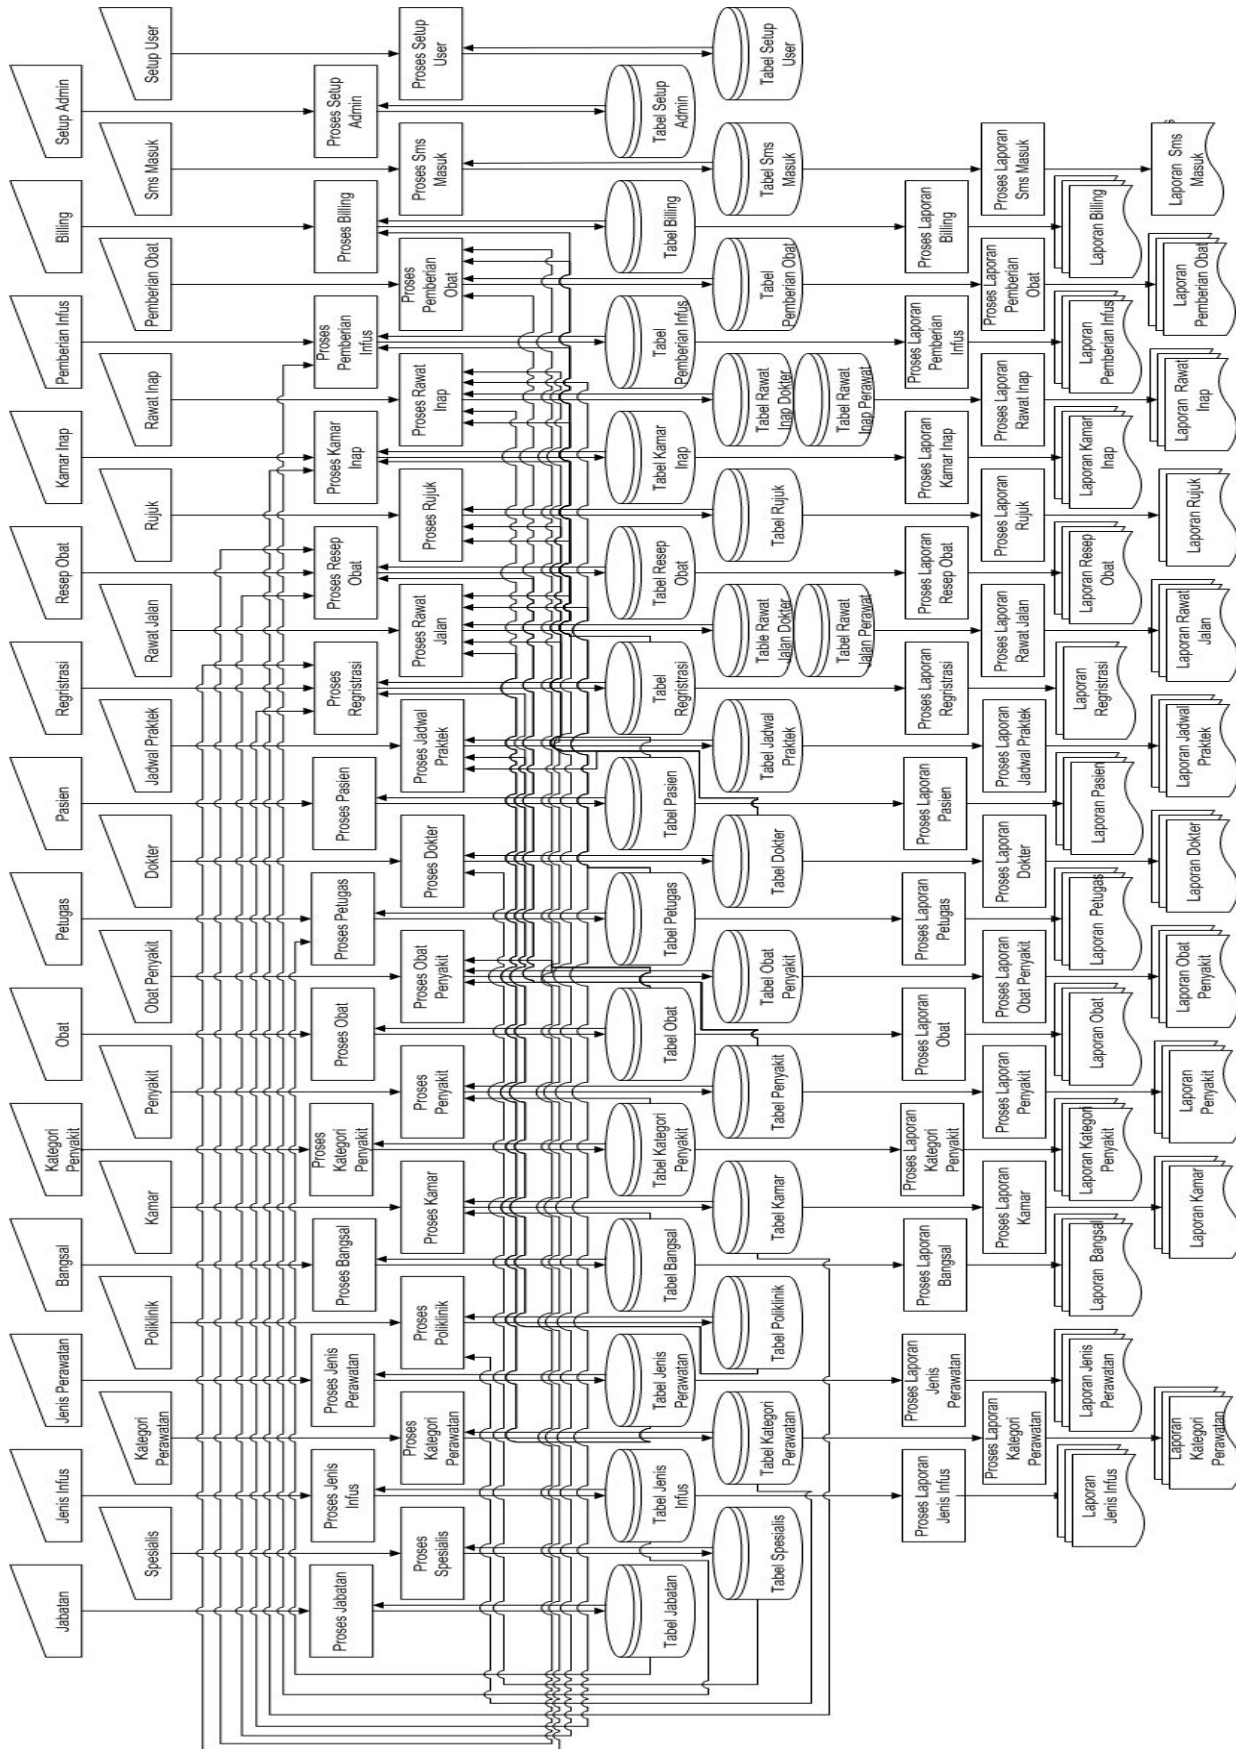 Jabatan
Jenis Infus
Jenis Perawatan
Bangsal
Kategori
Penyakit
Obat
Petugas
Pasien
Regristrasi
Resep Obat
Kamar Inap
Pemberian Infus
Billing
Setup Admin
Spesialis
Kategori
Perawatan
Poliklinik
Kamar
Penyakit
Obat Penyakit
Dokter
Jadwal Praktek
Rawat Jalan
Rujuk
Rawat Inap
Pemberian Obat
Sms Masuk
Setup User
Proses Jabatan
Proses Jenis
Infus
Proses Jenis
Perawatan
Proses Bangsal
Proses
Kategori
Penyakit
Proses Obat
Proses Petugas
Proses Pasien
Proses
Regristrasi
Proses Resep
Obat
Proses Kamar
Inap
Proses
Pemberian
Infus
Proses Billing
Proses Setup
Admin
Proses
Spesialis
Proses
Kategori
Perawatan
Proses
Poliklinik
Proses Kamar
Proses
Penyakit
Proses Obat
Penyakit
Proses Dokter
Proses Jadwal
Praktek
Proses Rawat
Jalan
Proses Rujuk
Proses Rawat
Inap
Proses
Pemberian
Obat
Proses Sms
Masuk
Proses Setup
User
Tabel Jabatan
Tabel Jenis
Infus
Tabel Jenis
Perawatan
Tabel Bangsal
Tabel Kategori
Penyakit
Tabel Obat
Tabel Petugas
Tabel Pasien
Tabel
Regristrasi
Tabel Resep
Obat
Tabel Kamar
Inap
Tabel
Pemberian Infus
Tabel Billing
Tabel Setup
Admin
Tabel Spesialis
Tabel Kategori
Perawatan
Tabel Poliklinik
Tabel Kamar
Tabel Penyakit
Tabel Obat
Penyakit
Tabel Dokter
Tabel Jadwal
Praktek
Table Rawat
Jalan Dokter
Tabel Rujuk
Tabel Rawat
Inap Dokter
Tabel
Pemberian Obat
Tabel Sms
Masuk
Tabel Setup
User
Tabel Rawat
Jalan Perawat
Tabel Rawat
Inap Perawat
Proses Laporan
Jenis Infus
Proses Laporan
Jenis
Perawatan
Proses Laporan
Bangsal
Proses Laporan
Kategori
Penyakit
Proses Laporan
Obat
Proses Laporan
Petugas
Proses Laporan
Pasien
Proses Laporan
Regristrasi
Proses Laporan
Resep Obat
Proses Laporan
Kamar Inap
Proses Laporan
Pemberian
Infus
Proses Laporan
Billing
Proses Laporan
Kategori
Perawatan
Proses Laporan
Kamar
Proses Laporan
Penyakit
Proses Laporan
Obat Penyakit
Proses Laporan
Dokter
Proses Laporan
Jadwal Praktek
Proses Laporan
Rawat Jalan
Proses Laporan
Rujuk
Proses Laporan
Rawat Inap
Proses Laporan
Pemberian
Obat
Proses Laporan
Sms Masuk
Laporan
Jenis Infus
Laporan Jenis
Perawatan
Laporan Bangsal
Laporan Kategori
Penyakit
Laporan Obat
Laporan Petugas
Laporan Pasien
Laporan
Regristrasi
Laporan Resep
Obat
Laporan Kamar
Inap
Laporan
Pemberian Infus
Laporan Billing
Laporan
Kategori
Perawatan
Laporan Kamar
Laporan
Penyakit
Laporan Obat
Penyakit
Laporan Dokter
Laporan Jadwal
Praktek
Laporan Rawat
Jalan
Laporan Rujuk
Laporan Rawat
Inap
Laporan
Pemberian Obat
Laporan Sms
Masuk